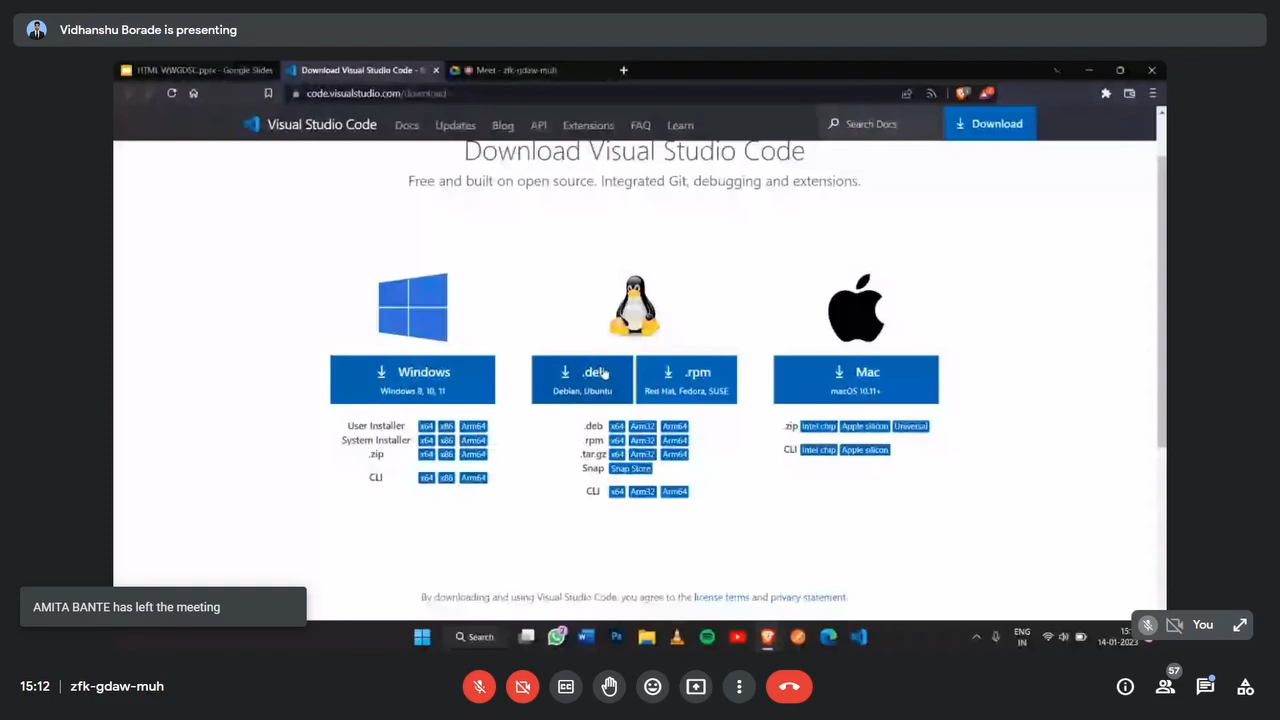 Vidhanshu Borade is presenting
HTML WWGDSC.pptx - Google Slides
Download Visual Studio Code -
Meet - zfk-gdaw-muh
code.visualstudio.com/download
Visual Studio Code Docs Updates Blog API Extensions FAQ Learn Search Docs Download
Download Visual Studio Code
Free and built on open source. Integrated Git, debugging and extensions.
Windows
Windows 8, 10, 11
.deb
Debian, Ubuntu
.rpm
Red Hat, Fedora, SUSE
Mac
macOS 10.11+
User Installer x64 x86 Arm64
System Installer x64 x86 Arm64
.zip x64 x86 Arm64
CLI x64 x86 Arm64
.deb x64 Arm32 Arm64
.rpm x64 Arm32 Arm64
.tar.gz x64 Arm32 Arm64
Snap Snap Store
CLI x64 Arm32 Arm64
.zip Intel chip Apple silicon Universal
CLI Intel chip Apple silicon
By downloading and using Visual Studio Code, you agree to the license terms and privacy statement.
AMITA BANTE has left the meeting
Search
ENG
IN
14-01-2023
You
15:12 | zfk-gdaw-muh
57